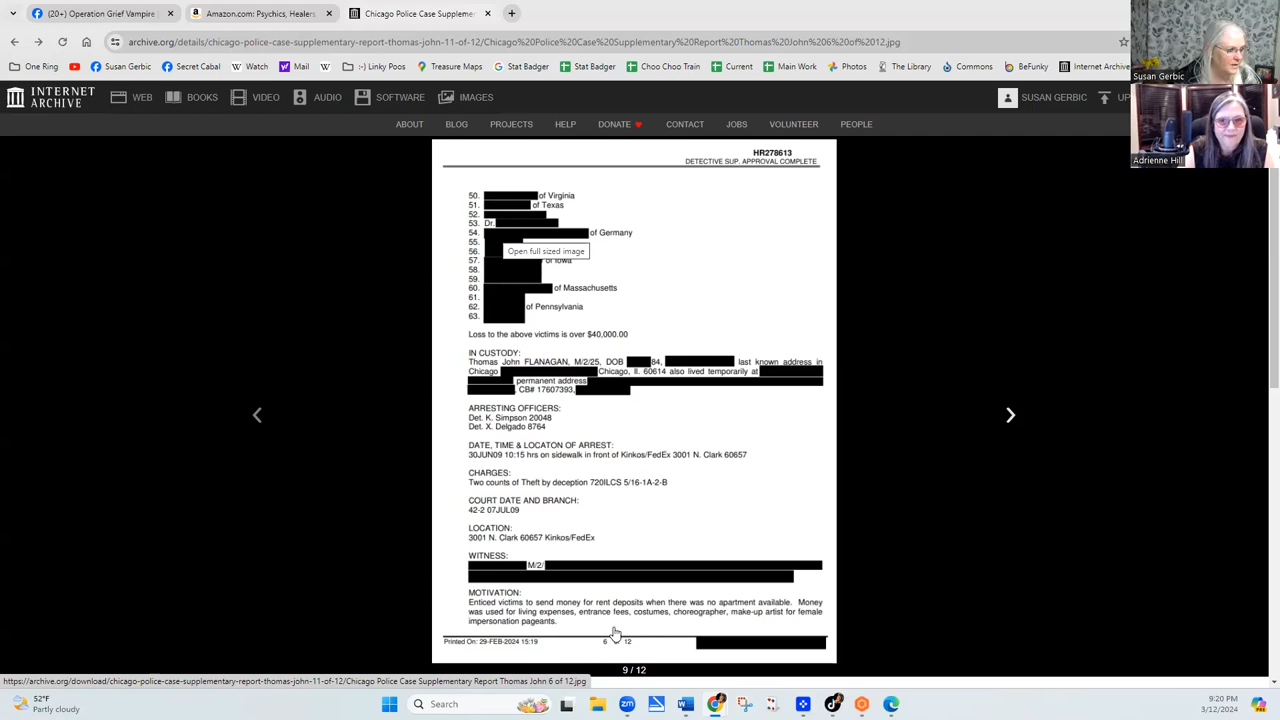 (2) Operation Grief Vampire
Amazon.com: Psychics, Healers
Chicago Police Case Supplement
archive.org/details/chicago-police-case-supplementary-report-thomas-john-11-of-12/Chicago%20Police%20Case%20Supplementary%20Report%20Thomas%20John%206%20of%2012.jpg
One Ring Susan Gerbic Secret Cabal Watch Mail :-) Linky Poos Timesheets Stat Badger Stat Badger Choo Choo Train Current Main Work Photos The Library Commons BeFunky Internet Archive
INTERNET ARCHIVE WEB BOOKS VIDEO AUDIO SOFTWARE IMAGES SUSAN GERBIC UP
ABOUT BLOG PROJECTS HELP DONATE CONTACT JOBS VOLUNTEER PEOPLE
Susan Gerbic
Adrienne Hill
HR278613
DETECTIVE SUP. APPROVAL COMPLETE
50. of Virginia
51. of Texas
52.
53. Dr.
54. of Germany
55.
56. Open full sized image
57. of Iowa
58.
59.
60. of Massachusetts
61.
62. of Pennsylvania
63.
Loss to the above victims is over $40,000.00
IN CUSTODY:
Thomas John FLANAGAN, M/2/25, DOB 84, last known address in
Chicago Chicago, Il. 60614 also lived temporarily at
permanent address
, CB# 17607393,
ARRESTING OFFICERS:
Det. K. Simpson 20048
Det. X. Delgado 8764
DATE, TIME & LOCATON OF ARREST:
30JUN09 10:15 hrs on sidewalk in front of Kinkos/FedEx 3001 N. Clark 60657
CHARGES:
Two counts of Theft by deception 720ILCS 5/16-1A-2-B
COURT DATE AND BRANCH:
42-2 07JUL09
LOCATION:
3001 N. Clark 60657 Kinkos/FedEx
WITNESS:
M/2/
MOTIVATION:
Enticed victims to send money for rent deposits when there was no apartment available. Money
was used for living expenses, entrance fees, costumes, choreographer, make-up artist for female
impersonation pageants.
Printed On: 29-FEB-2024 15:19 6 12
9 / 12
https://archive.org/download/chicago-police-case-supplementary-report-thomas-john-11-of-12/Chicago Police Case Supplementary Report Thomas John 6 of 12.jpg
52°F
Partly cloudy
Search
9:20 PM
3/12/2024